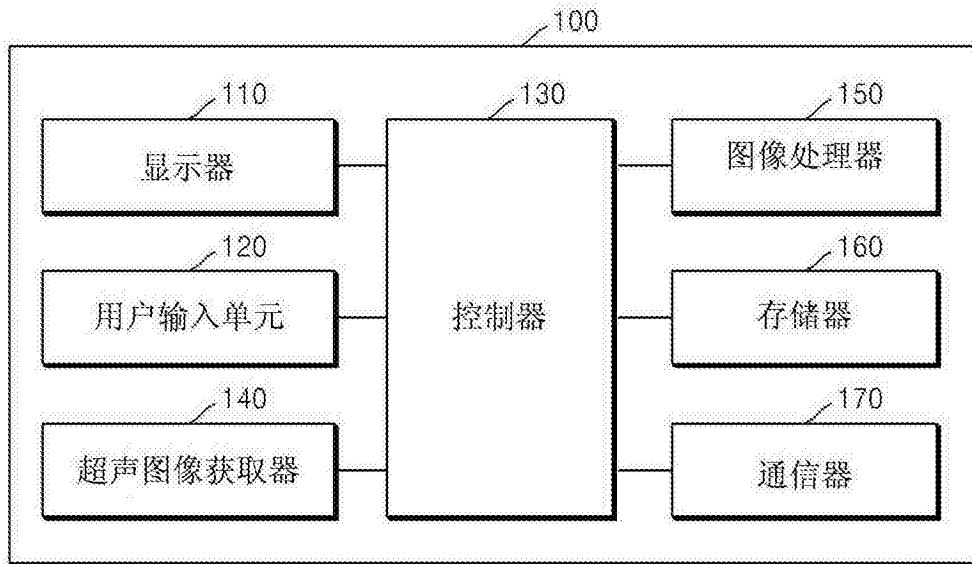 100
110
130
150
显示器
图像处理器
120
160
用户输入单元
控制器
存储器
140
170
超声图像获取器
通信器